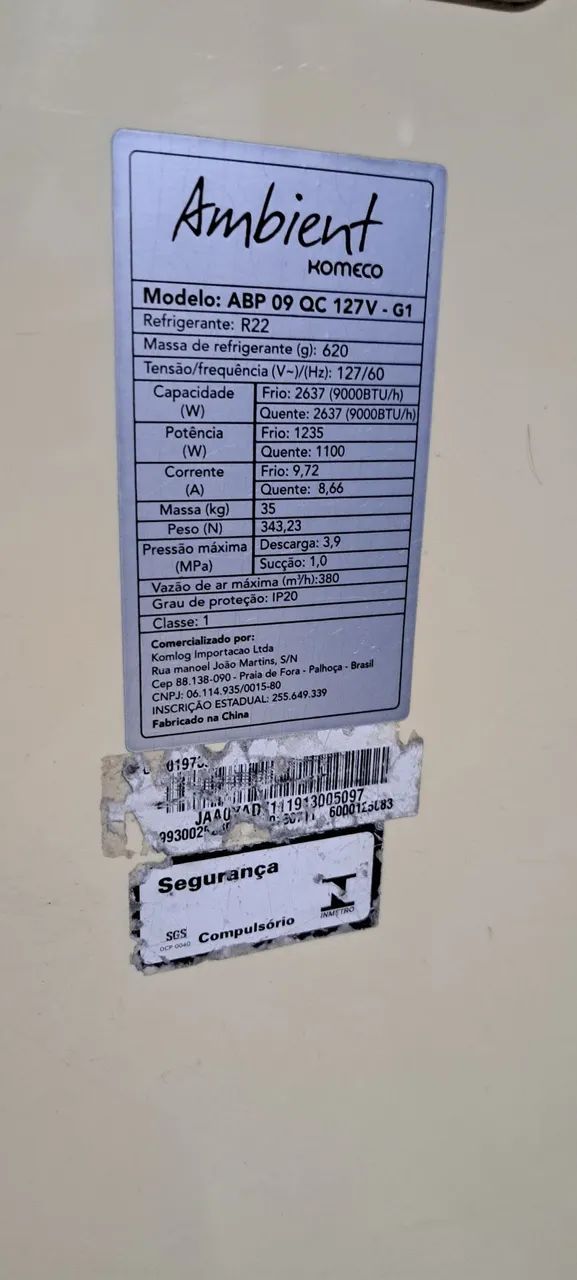 Ambient
KOMECO
Modelo: ABP 09 QC 127V - G1
Refrigerante: R22
Massa de refrigerante (g): 620
Tensão/frequência (V~)/(Hz): 127/60
Capacidade (W)
Frio: 2637 (9000BTU/h)
Quente: 2637 (9000BTU/h)
Potência (W)
Frio: 1235
Quente: 1100
Corrente (A)
Frio: 9,72
Quente: 8,66
Massa (kg) 35
Peso (N) 343,23
Pressão máxima (MPa)
Descarga: 3,9
Sucção: 1,0
Vazão de ar máxima (m³/h):380
Grau de proteção: IP20
Classe: 1
Comercializado por:
Komlog Importacao Ltda
Rua manoel João Martins, S/N
Cep 88.138-090 - Praia de Fora - Palhoça - Brasil
CNPJ: 06.114.935/0015-80
INSCRIÇÃO ESTADUAL: 255.649.339
Fabricado na China
Segurança
SGS
OCP 0040
Compulsório
INMETRO